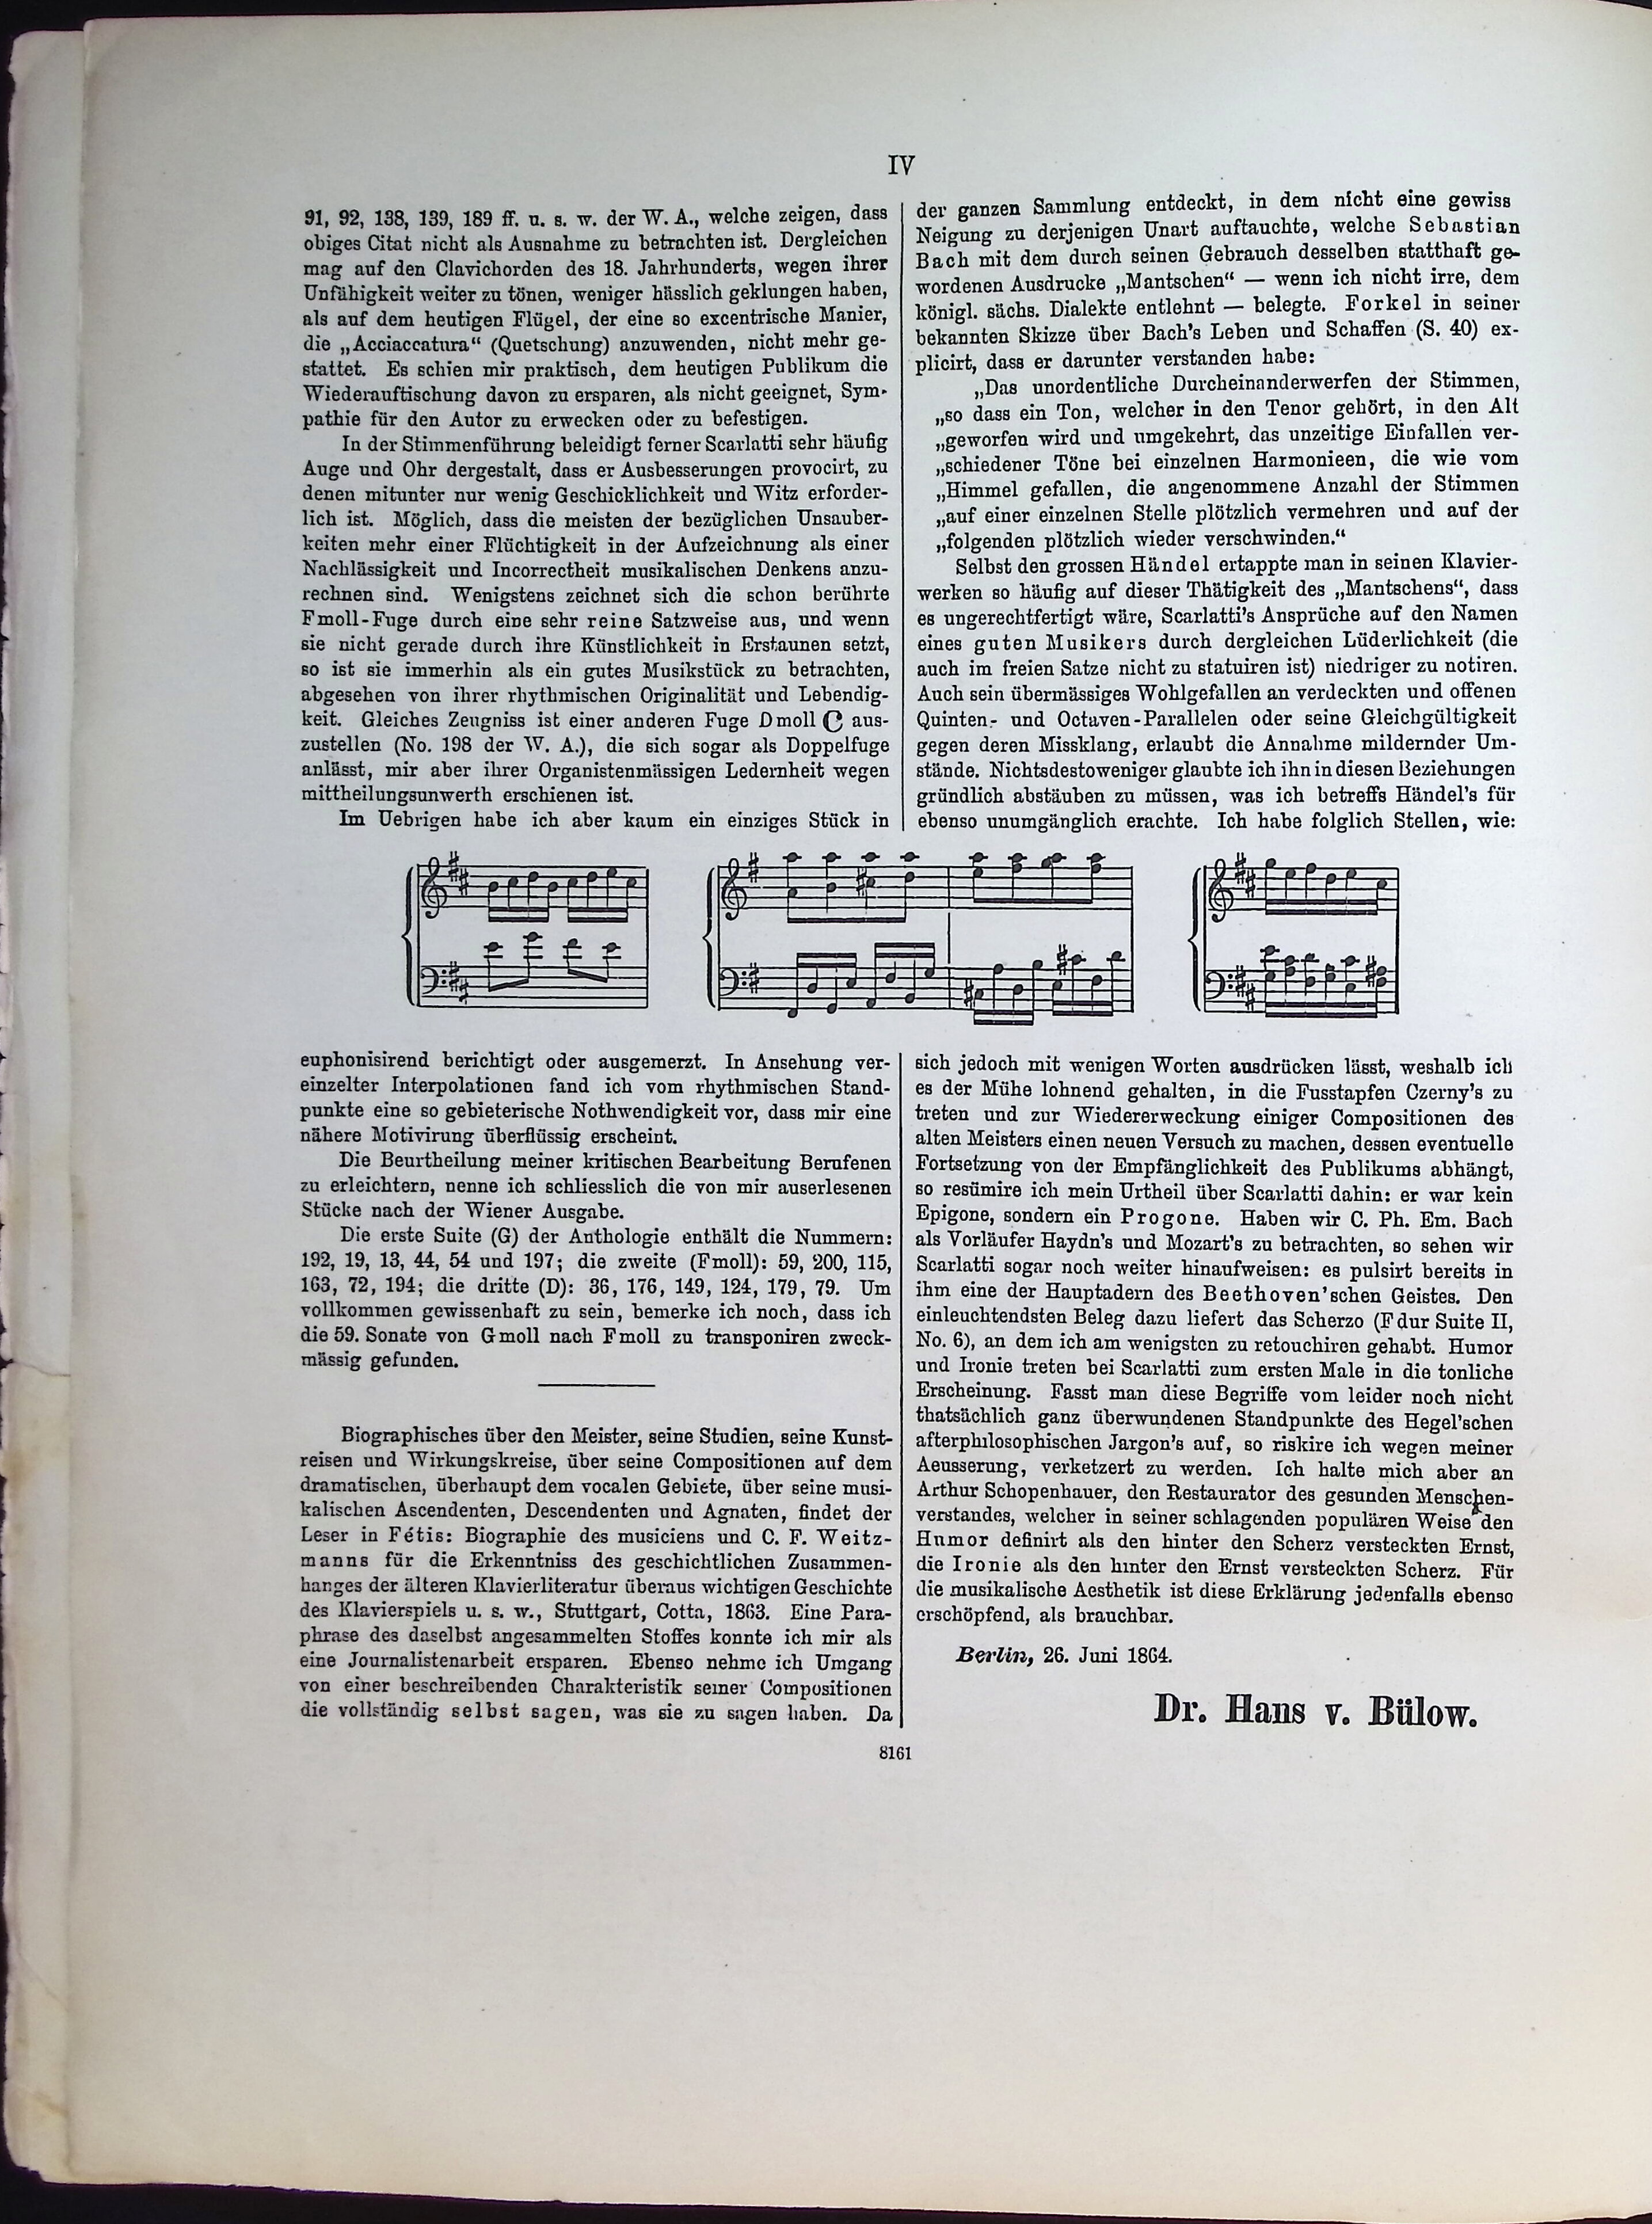 IV
91, 92, 138, 139, 189 ff. u. s. w. der W. A., welche zeigen, dass
obiges Citat nicht als Ausnahme zu betrachten ist. Dergleichen
mag auf den Clavichorden des 18. Jahrhunderts, wegen ihrer
Unfähigkeit weiter zu tönen, weniger hässlich geklungen haben,
als auf dem heutigen Flügel, der eine so excentrische Manier,
die „Acciaccatura“ (Quetschung) anzuwenden, nicht mehr ge-
stattet. Es schien mir praktisch, dem heutigen Publikum die
Wiederauftischung davon zu ersparen, als nicht geeignet, Sym-
pathie für den Autor zu erwecken oder zu befestigen.
In der Stimmenführung beleidigt ferner Scarlatti sehr häufig
Auge und Ohr dergestalt, dass er Ausbesserungen provocirt, zu
denen mitunter nur wenig Geschicklichkeit und Witz erforder-
lich ist. Möglich, dass die meisten der bezüglichen Unsauber-
keiten mehr einer Flüchtigkeit in der Aufzeichnung als einer
Nachlässigkeit und Incorrectheit musikalischen Denkens anzu-
rechnen sind. Wenigstens zeichnet sich die schon berührte
Fmoll-Fuge durch eine sehr reine Satzweise aus, und wenn
sie nicht gerade durch ihre Künstlichkeit in Erstaunen setzt,
so ist sie immerhin als ein gutes Musikstück zu betrachten,
abgesehen von ihrer rhythmischen Originalität und Lebendig-
keit. Gleiches Zeugniss ist einer anderen Fuge Dmoll C aus-
zustellen (No. 198 der W. A.), die sich sogar als Doppelfuge
anlässt, mir aber ihrer Organistenmässigen Ledernheit wegen
mittheilungsunwerth erschienen ist.
Im Uebrigen habe ich aber kaum ein einziges Stück in
der ganzen Sammlung entdeckt, in dem nicht eine gewiss
Neigung zu derjenigen Unart auftauchte, welche Sebastian
Bach mit dem durch seinen Gebrauch desselben statthaft ge-
wordenen Ausdrucke „Mantschen“ — wenn ich nicht irre, dem
königl. sächs. Dialekte entlehnt — belegte. Forkel in seiner
bekannten Skizze über Bach's Leben und Schaffen (S. 40) ex-
plicirt, dass er darunter verstanden habe:
„Das unordentliche Durcheinanderwerfen der Stimmen,
„so dass ein Ton, welcher in den Tenor gehört, in den Alt
„geworfen wird und umgekehrt, das unzeitige Einfallen ver-
„schiedener Töne bei einzelnen Harmonieen, die wie vom
„Himmel gefallen, die angenommene Anzahl der Stimmen
„auf einer einzelnen Stelle plötzlich vermehren und auf der
„folgenden plötzlich wieder verschwinden.“
Selbst den grossen Händel ertappte man in seinen Klavier-
werken so häufig auf dieser Thätigkeit des „Mantschens“, dass
es ungerechtfertigt wäre, Scarlatti's Ansprüche auf den Namen
eines guten Musikers durch dergleichen Lüderlichkeit (die
auch im freien Satze nicht zu statuiren ist) niedriger zu notiren.
Auch sein übermässiges Wohlgefallen an verdeckten und offenen
Quinten- und Octaven-Parallelen oder seine Gleichgültigkeit
gegen deren Missklang, erlaubt die Annahme mildernder Um-
stände. Nichtsdestoweniger glaubte ich ihn in diesen Beziehungen
gründlich abstäuben zu müssen, was ich betreffs Händel's für
ebenso unumgänglich erachte. Ich habe folglich Stellen, wie:
euphonisirend berichtigt oder ausgemerzt. In Ansehung ver-
einzelter Interpolationen fand ich vom rhythmischen Stand-
punkte eine so gebieterische Nothwendigkeit vor, dass mir eine
nähere Motivirung überflüssig erscheint.
Die Beurtheilung meiner kritischen Bearbeitung Berufenen
zu erleichtern, nenne ich schliesslich die von mir auserlesenen
Stücke nach der Wiener Ausgabe.
Die erste Suite (G) der Anthologie enthält die Nummern:
192, 19, 13, 44, 54 und 197; die zweite (Fmoll): 59, 200, 115,
163, 72, 194; die dritte (D): 36, 176, 149, 124, 179, 79. Um
vollkommen gewissenhaft zu sein, bemerke ich noch, dass ich
die 59. Sonate von Gmoll nach Fmoll zu transponiren zweck-
mässig gefunden.
Biographisches über den Meister, seine Studien, seine Kunst-
reisen und Wirkungskreise, über seine Compositionen auf dem
dramatischen, überhaupt dem vocalen Gebiete, über seine musi-
kalischen Ascendenten, Descendenten und Agnaten, findet der
Leser in Fétis: Biographie des musiciens und C. F. Weitz-
manns für die Erkenntniss des geschichtlichen Zusammen-
hanges der älteren Klavierliteratur überaus wichtigen Geschichte
des Klavierspiels u. s. w., Stuttgart, Cotta, 1863. Eine Para-
phrase des daselbst angesammelten Stoffes konnte ich mir als
eine Journalistenarbeit ersparen. Ebenso nehme ich Umgang
von einer beschreibenden Charakteristik seiner Compositionen
die vollständig selbst sagen, was sie zu sagen haben. Da
sich jedoch mit wenigen Worten ausdrücken lässt, weshalb ich
es der Mühe lohnend gehalten, in die Fusstapfen Czerny's zu
treten und zur Wiedererweckung einiger Compositionen des
alten Meisters einen neuen Versuch zu machen, dessen eventuelle
Fortsetzung von der Empfänglichkeit des Publikums abhängt,
so resümire ich mein Urtheil über Scarlatti dahin: er war kein
Epigone, sondern ein Progone. Haben wir C. Ph. Em. Bach
als Vorläufer Haydn's und Mozart's zu betrachten, so sehen wir
Scarlatti sogar noch weiter hinaufweisen: es pulsirt bereits in
ihm eine der Hauptadern des Beethoven'schen Geistes. Den
einleuchtendsten Beleg dazu liefert das Scherzo (Fdur Suite II,
No. 6), an dem ich am wenigsten zu retouchiren gehabt. Humor
und Ironie treten bei Scarlatti zum ersten Male in die tonliche
Erscheinung. Fasst man diese Begriffe vom leider noch nicht
thatsächlich ganz überwundenen Standpunkte des Hegel'schen
afterphilosophischen Jargon's auf, so riskire ich wegen meiner
Aeusserung, verketzert zu werden. Ich halte mich aber an
Arthur Schopenhauer, den Restaurator des gesunden Menschen-
verstandes, welcher in seiner schlagenden populären Weise den
Humor definirt als den hinter den Scherz versteckten Ernst,
die Ironie als den hinter den Ernst versteckten Scherz. Für
die musikalische Aesthetik ist diese Erklärung jedenfalls ebenso
erschöpfend, als brauchbar.
Berlin, 26. Juni 1864.
Dr. Hans v. Bülow.
8161